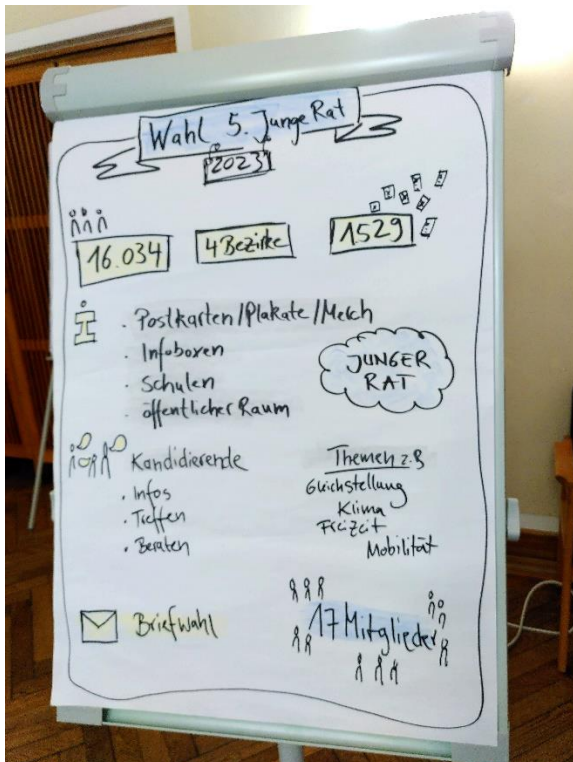 Wahl 5. Junge Rat
2023
16.034
4 Bezirke
1529
I
. Postkarten/Plakate/Merch
. Infoboxen
. Schulen
. öffentlicher Raum
JUNGER
RAT
Kandidierende
. Infos
. Treffen
. Beraten
Themen z.B
Gleichstellung
Klima
Freizeit
Mobilität
Briefwahl
17 Mitglieder